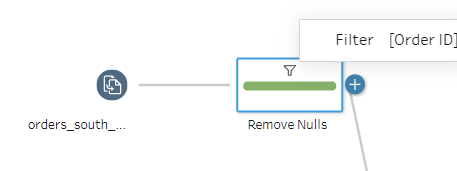 Filter [Order ID]
orders_south_...
Remove Nulls